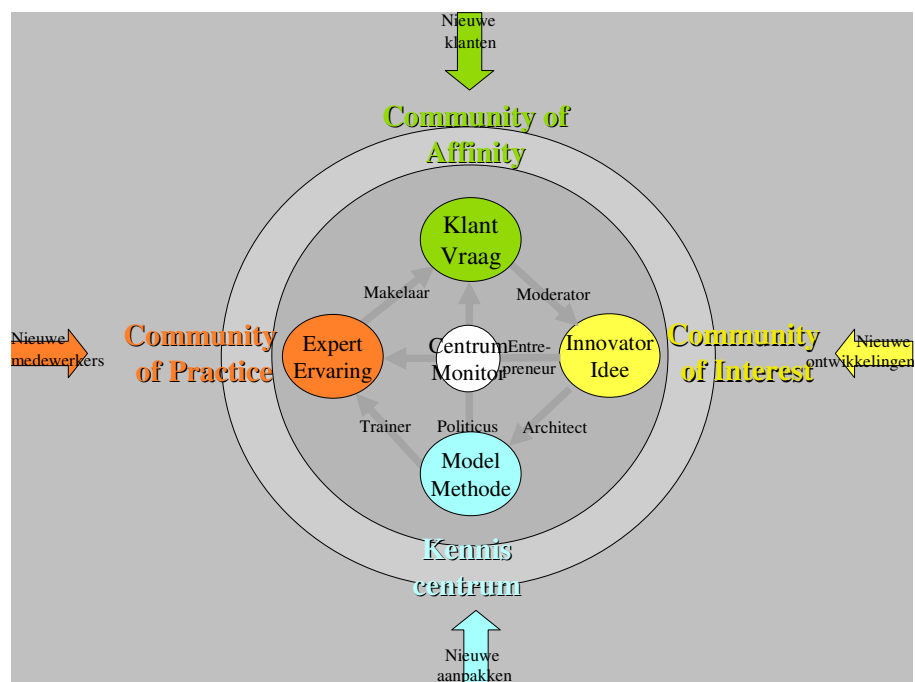 Nieuwe
klanten
Community of
Affinity
Klant
Vraag
Makelaar
Moderator
Nieuwe
medewerkers
Community
of Practice
Expert
Ervaring
Centrum
Monitor
Entre-
preneur
Innovator
Idee
Community
of Interest
Nieuwe
ontwikkelingen
Trainer
Politicus
Architect
Model
Methode
Kennis
centrum
Nieuwe
aanpakken